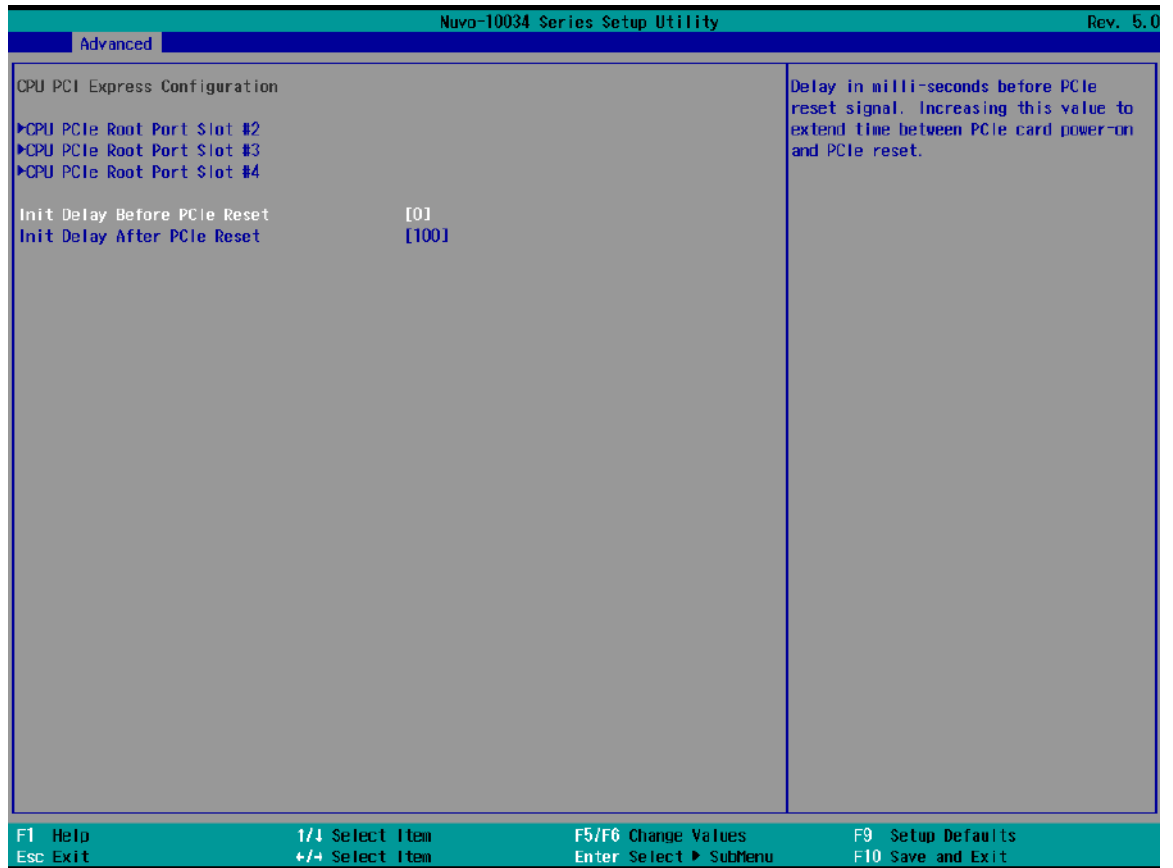 Nuvo-10034 Series Setup Utility Rev. 5.0
Advanced
CPU PCI Express Configuration
▶CPU PCIe Root Port Slot #2
▶CPU PCIe Root Port Slot #3
▶CPU PCIe Root Port Slot #4
Init Delay Before PCIe Reset [0]
Init Delay After PCIe Reset [100]
Delay in milli-seconds before PCIe
reset signal. Increasing this value to
extend time between PCIe card power-on
and PCIe reset.
F1 Help ↑/↓ Select Item F5/F6 Change Values F9 Setup Defaults
Esc Exit ←/→ Select Item Enter Select ▶ SubMenu F10 Save and Exit